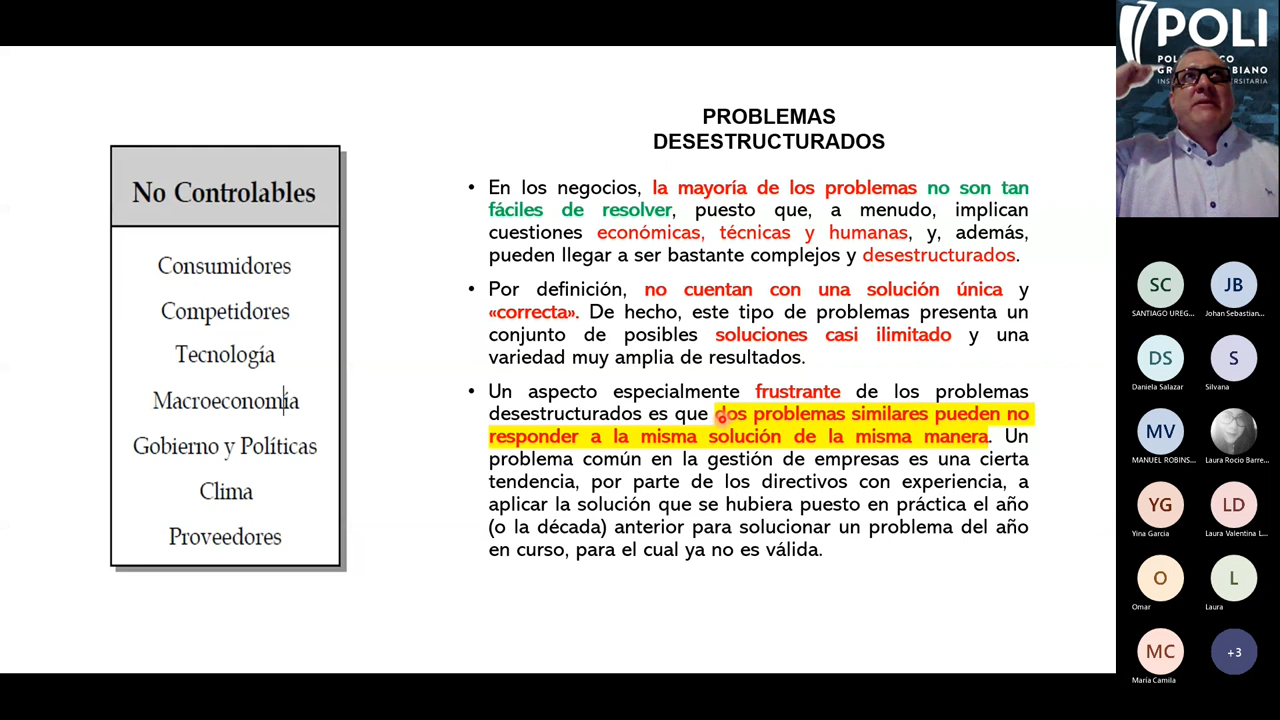 No Controlables
Consumidores
Competidores
Tecnología
Macroeconomía
Gobierno y Políticas
Clima
Proveedores
PROBLEMAS
DESESTRUCTURADOS
• En los negocios, la mayoría de los problemas no son tan
fáciles de resolver, puesto que, a menudo, implican
cuestiones económicas, técnicas y humanas, y, además,
pueden llegar a ser bastante complejos y desestructurados.
• Por definición, no cuentan con una solución única y
«correcta». De hecho, este tipo de problemas presenta un
conjunto de posibles soluciones casi ilimitado y una
variedad muy amplia de resultados.
• Un aspecto especialmente frustrante de los problemas
desestructurados es que dos problemas similares pueden no
responder a la misma solución de la misma manera. Un
problema común en la gestión de empresas es una cierta
tendencia, por parte de los directivos con experiencia, a
aplicar la solución que se hubiera puesto en práctica el año
(o la década) anterior para solucionar un problema del año
en curso, para el cual ya no es válida.
POLI
SC
JB
SANTIAGO UREG...
Johan Sebastian...
DS
S
Daniela Salazar
Silvana
MV
MANUEL ROBINS...
Laura Rocio Barre...
YG
LD
Yina García
Laura Valentina L...
O
L
Omar
Laura
MC
+3
María Camila